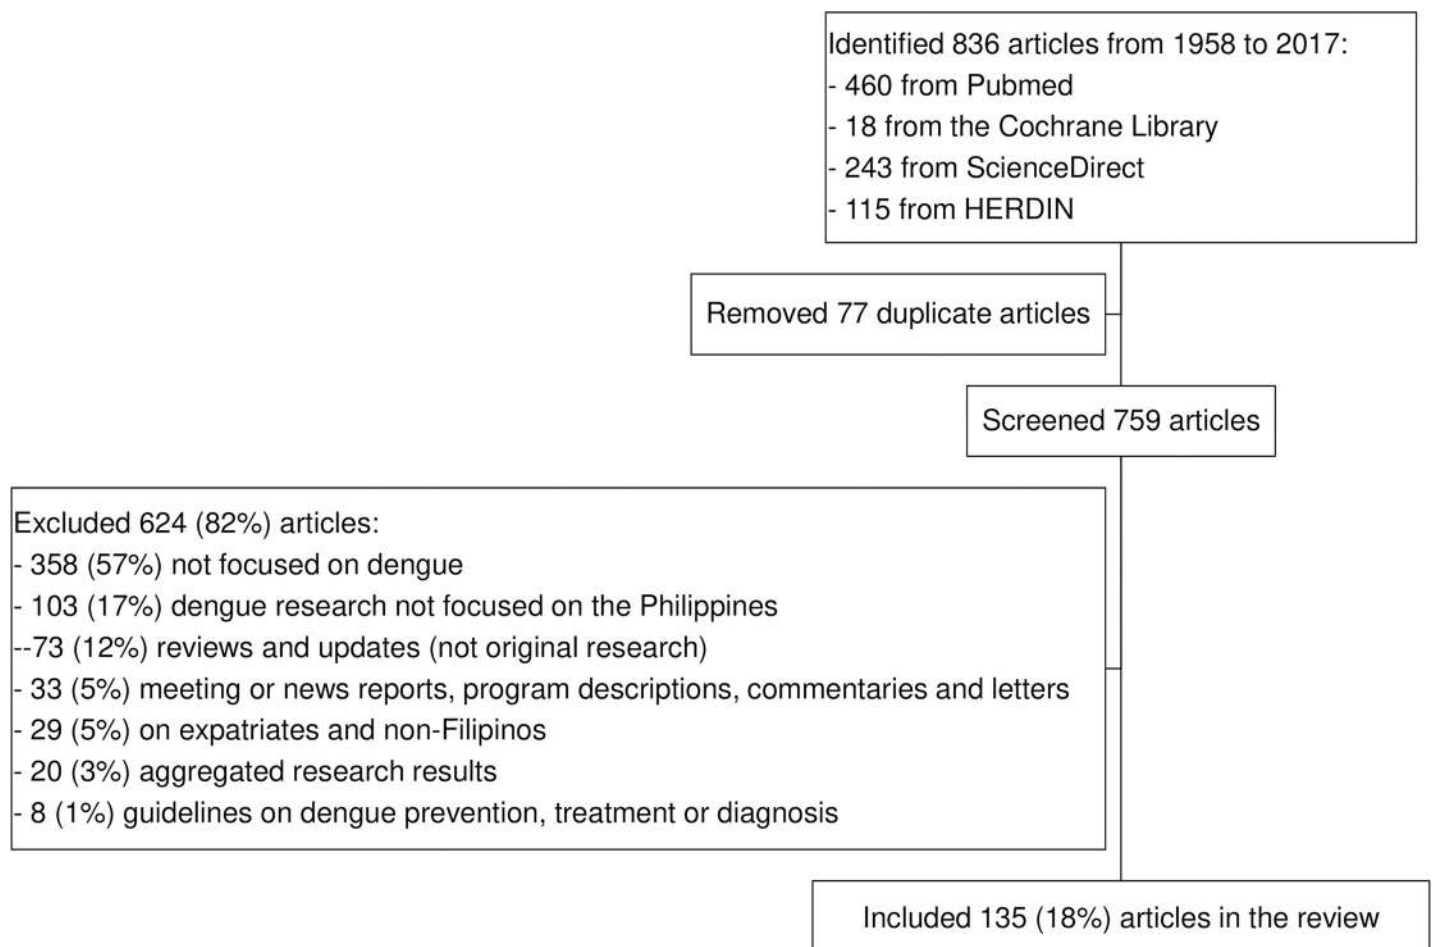 Identified 836 articles from 1958 to 2017:
- 460 from Pubmed
- 18 from the Cochrane Library
- 243 from ScienceDirect
- 115 from HERDIN
Removed 77 duplicate articles
Screened 759 articles
Excluded 624 (82%) articles:
- 358 (57%) not focused on dengue
- 103 (17%) dengue research not focused on the Philippines
--73 (12%) reviews and updates (not original research)
- 33 (5%) meeting or news reports, program descriptions, commentaries and letters
- 29 (5%) on expatriates and non-Filipinos
- 20 (3%) aggregated research results
- 8 (1%) guidelines on dengue prevention, treatment or diagnosis
Included 135 (18%) articles in the review